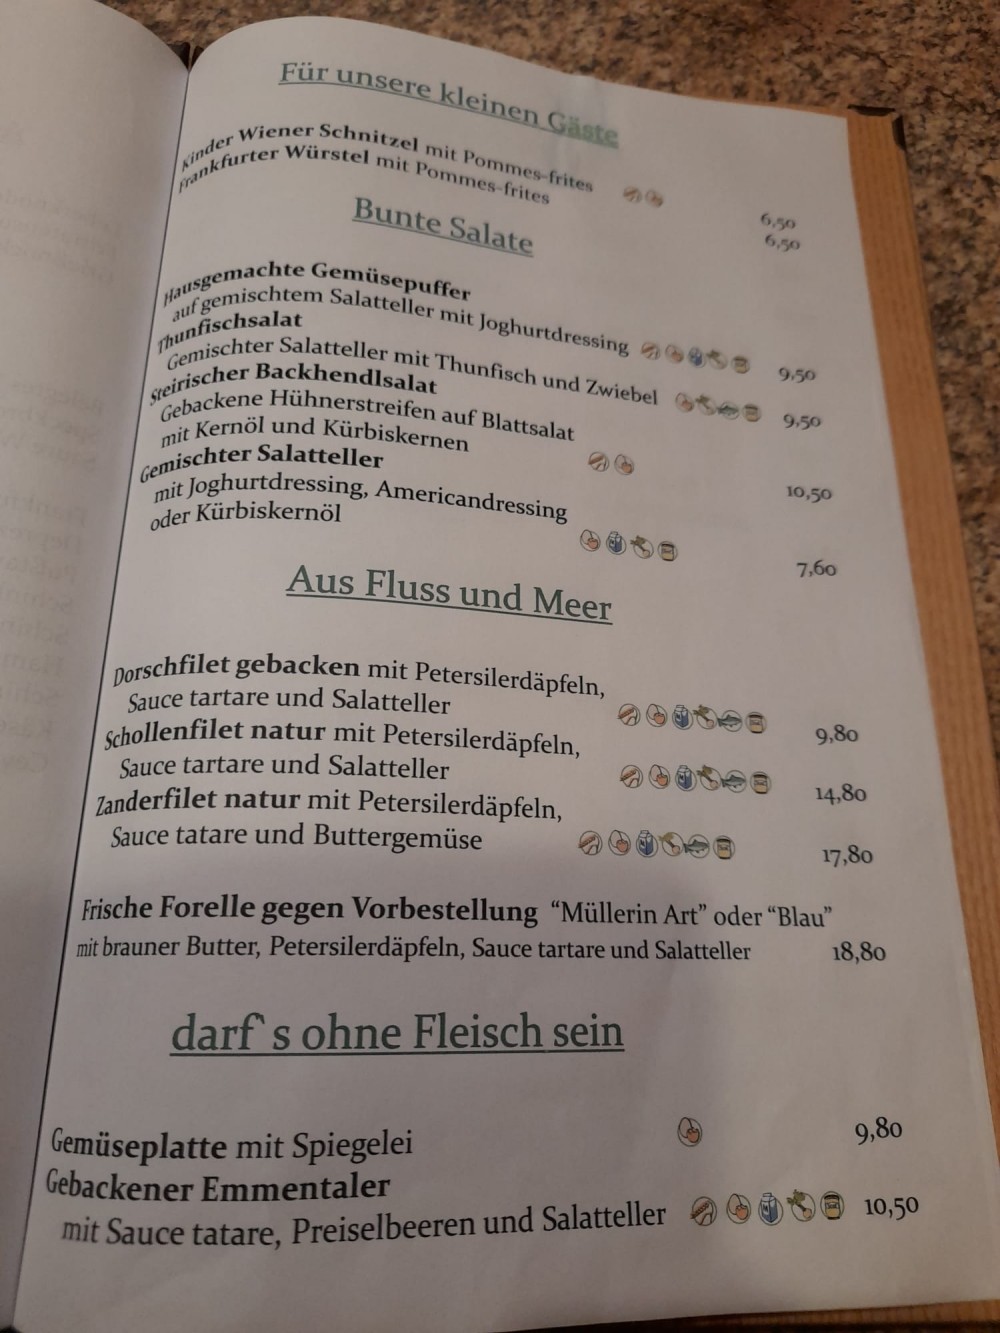 Für unsere kleinen Gäste
Kinder Wiener Schnitzel mit Pommes-frites 6,50
Frankfurter Würstel mit Pommes-frites 6,50
Bunte Salate
Hausgemachte Gemüsepuffer
auf gemischtem Salatteller mit Joghurtdressing 9,50
Thunfischsalat
Gemischter Salatteller mit Thunfisch und Zwiebel 9,50
Steirischer Backhendlsalat
Gebackene Hühnerstreifen auf Blattsalat
mit Kernöl und Kürbiskernen 10,50
Gemischter Salatteller
mit Joghurtdressing, Americandressing
oder Kürbiskernöl 7,60
Aus Fluss und Meer
Dorschfilet gebacken mit Petersilerdäpfeln,
Sauce tartare und Salatteller 9,80
Schollenfilet natur mit Petersilerdäpfeln,
Sauce tartare und Salatteller 14,80
Zanderfilet natur mit Petersilerdäpfeln,
Sauce tatare und Buttergemüse 17,80
Frische Forelle gegen Vorbestellung “Müllerin Art” oder “Blau”
mit brauner Butter, Petersilerdäpfeln, Sauce tartare und Salatteller 18,80
darf`s ohne Fleisch sein
Gemüseplatte mit Spiegelei 9,80
Gebackener Emmentaler
mit Sauce tatare, Preiselbeeren und Salatteller 10,50